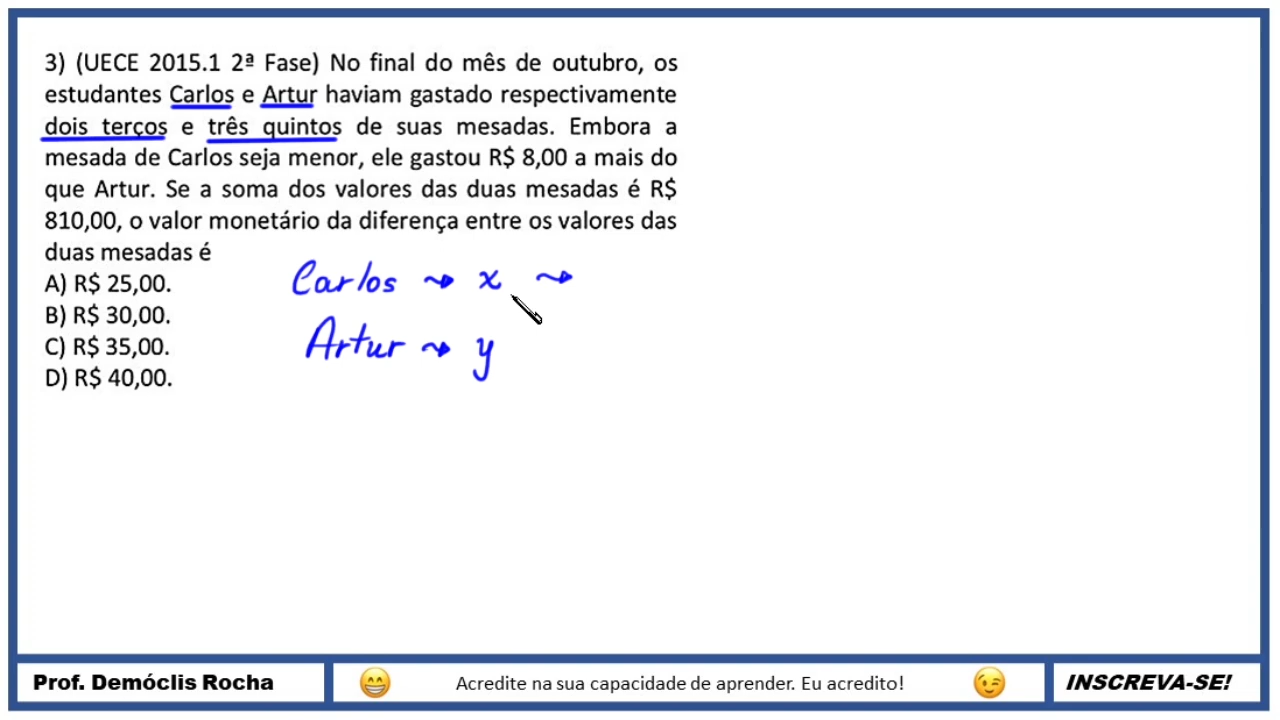 3) (UECE 2015.1 2ª Fase) No final do mês de outubro, os
estudantes Carlos e Artur haviam gastado respectivamente
dois terços e três quintos de suas mesadas. Embora a
mesada de Carlos seja menor, ele gastou R$ 8,00 a mais do
que Artur. Se a soma dos valores das duas mesadas é R$
810,00, o valor monetário da diferença entre os valores das
duas mesadas é
A) R$ 25,00.
B) R$ 30,00.
C) R$ 35,00.
D) R$ 40,00.
Carlos → x →
Artur → y
Prof. Demóclis Rocha
Acredite na sua capacidade de aprender. Eu acredito!
INSCREVA-SE!